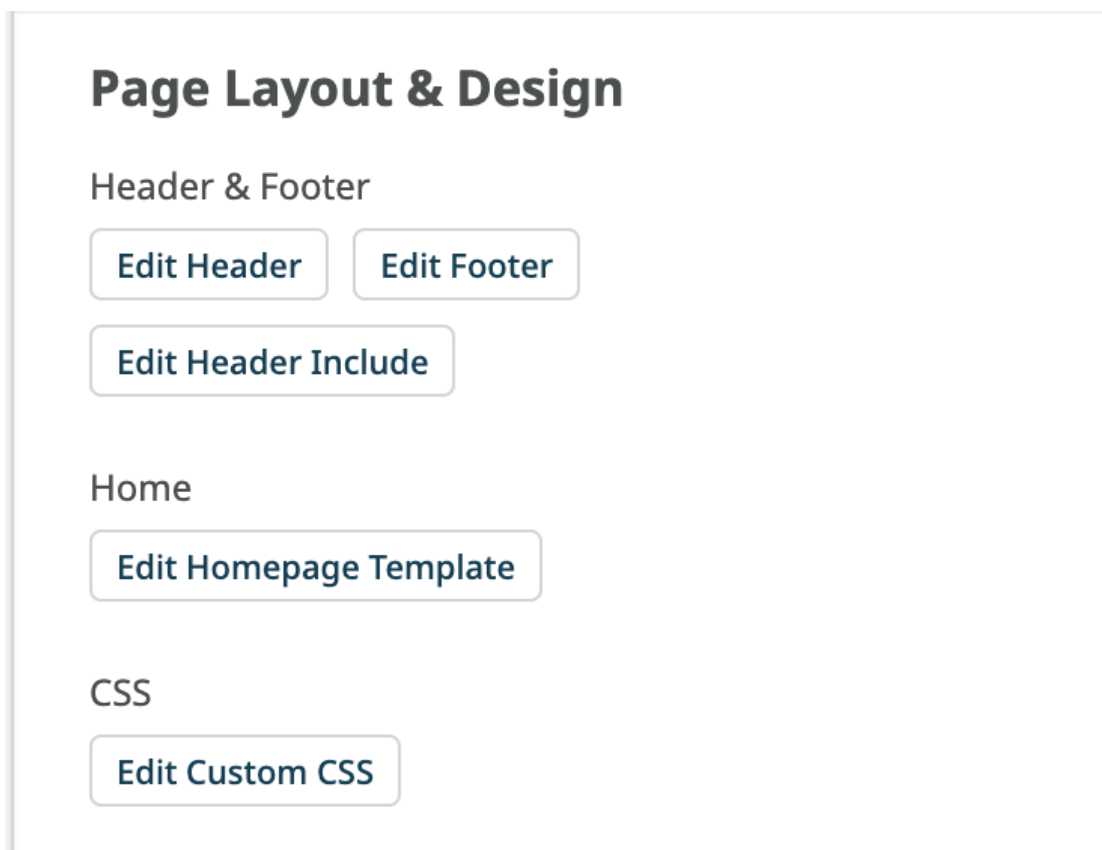 Page Layout & Design
Header & Footer
Edit Header Edit Footer
Edit Header Include
Home
Edit Homepage Template
CSS
Edit Custom CSS